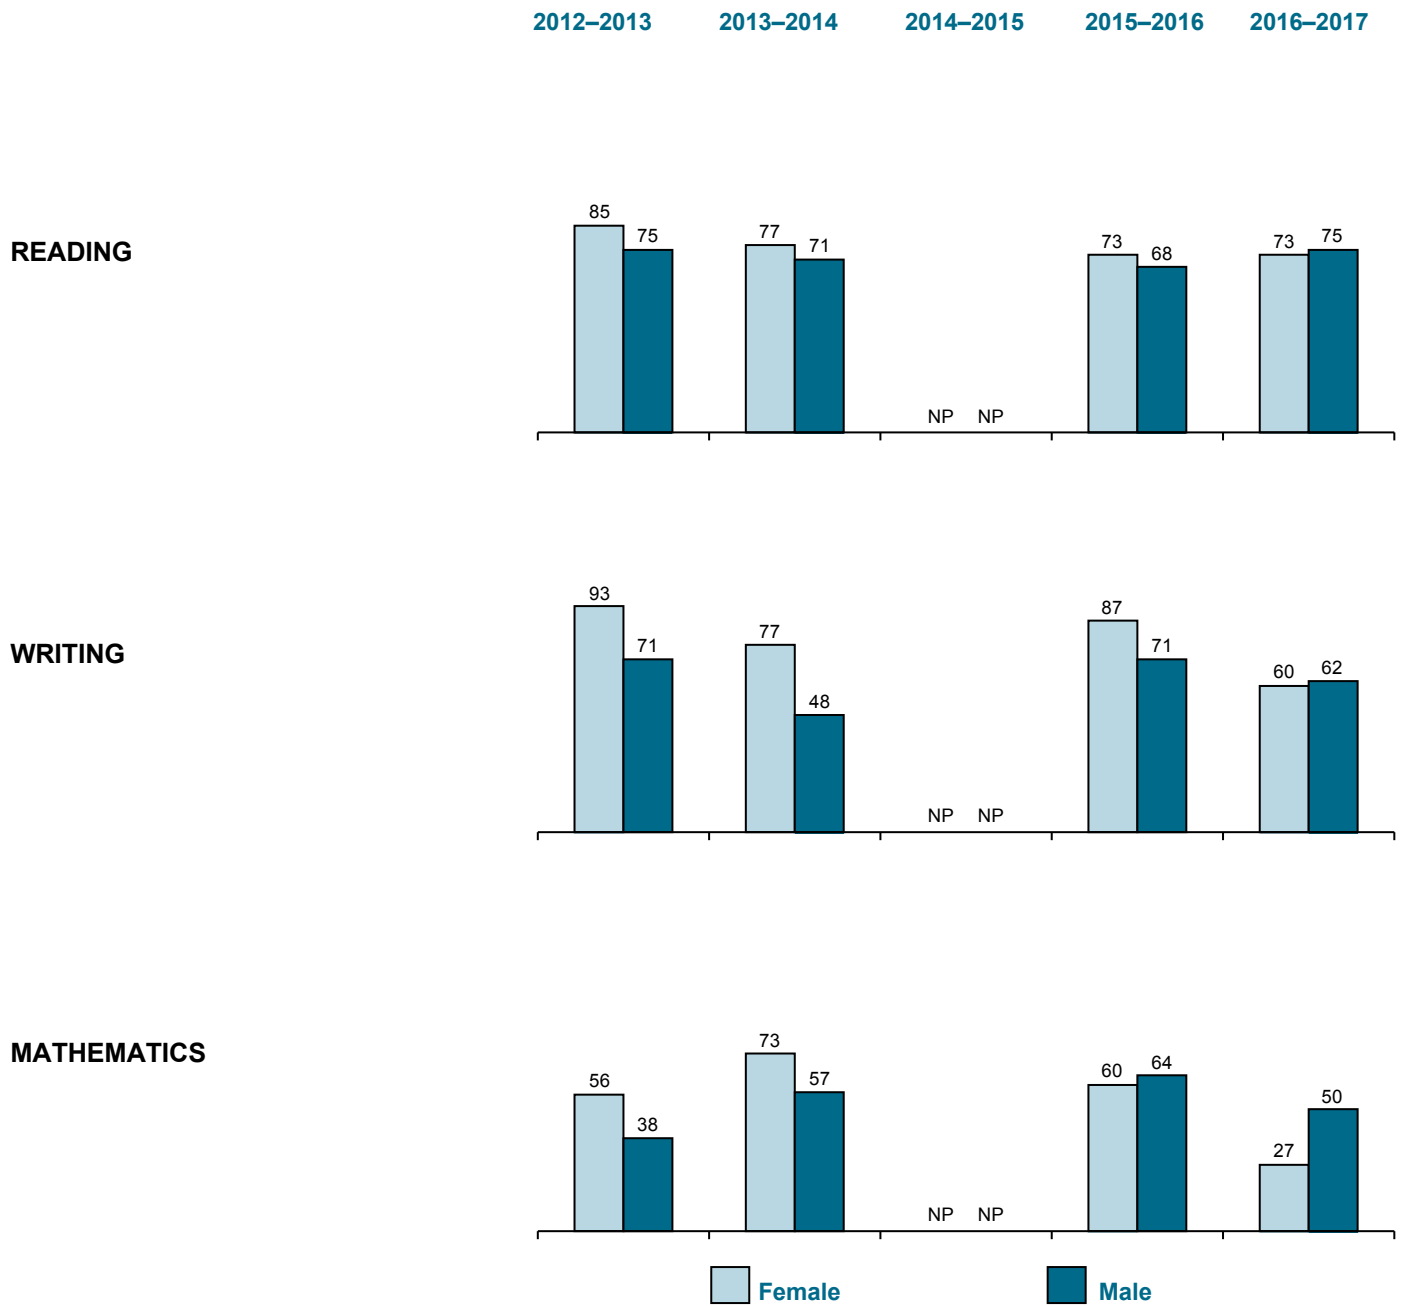 2012–2013 2013–2014 2014–2015 2015–2016 2016–2017
READING
85 75 77 71 NP NP 73 68 73 75
WRITING
93 71 77 48 NP NP 87 71 60 62
MATHEMATICS
56 38 73 57 NP NP 60 64 27 50
Female Male